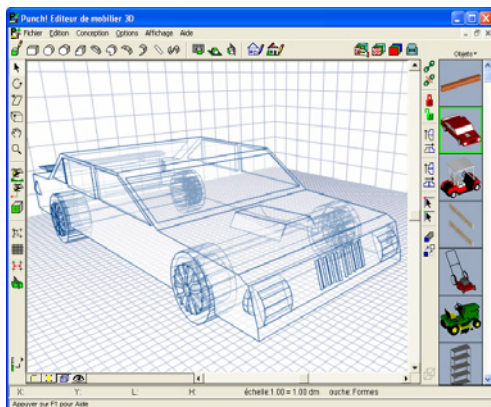 Punch! Editeur de mobilier 3D
Fichier Edition Conception Options Affichage Aide
Objets
X: Y: L: H: échelle:1.00 = 1.00 dm ouche: Formes
Appuyer sur F1 pour Aide